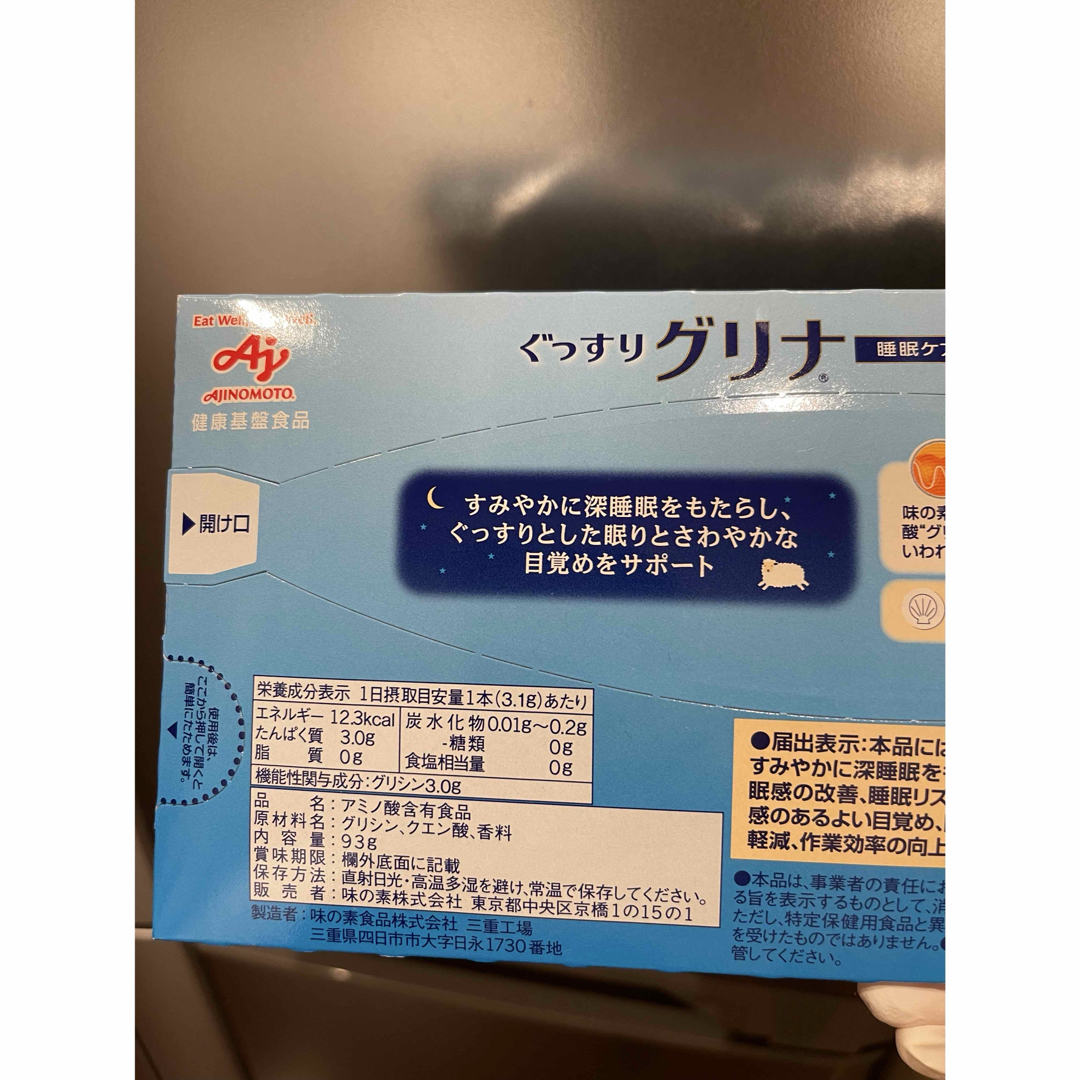 Eat Well,
Aj
AJINOMOTO®
健康基盤食品
ぐっすりグリナ®
睡眠ケア
▶開け口
すみやかに深睡眠をもたらし、
ぐっすりとした眠りとさわやかな
目覚めをサポート
味の素
酸“グリ
いわれ
使用後は、
ここから押して開くと
簡単にたためます。
栄養成分表示 1日摂取目安量1本(3.1g)あたり
エネルギー 12.3kcal 炭水化物 0.01g~0.2g
たんぱく質 3.0g -糖類 0g
脂質 0g 食塩相当量 0g
機能性関与成分:グリシン3.0g
品名:アミノ酸含有食品
原材料名:グリシン、クエン酸、香料
内容量:93g
賞味期限:欄外底面に記載
保存方法:直射日光・高温多湿を避け、常温で保存してください。
販売者:味の素株式会社 東京都中央区京橋1の15の1
製造者:味の素食品株式会社 三重工場
三重県四日市市大字日永1730番地
●届出表示:本品には
すみやかに深睡眠を
眠感の改善、睡眠リズ
感のあるよい目覚め、
軽減、作業効率の向上
●本品は、事業者の責任にお
る旨を表示するものとして、消
ただし、特定保健用食品と異
を受けたものではありません。●
管してください。